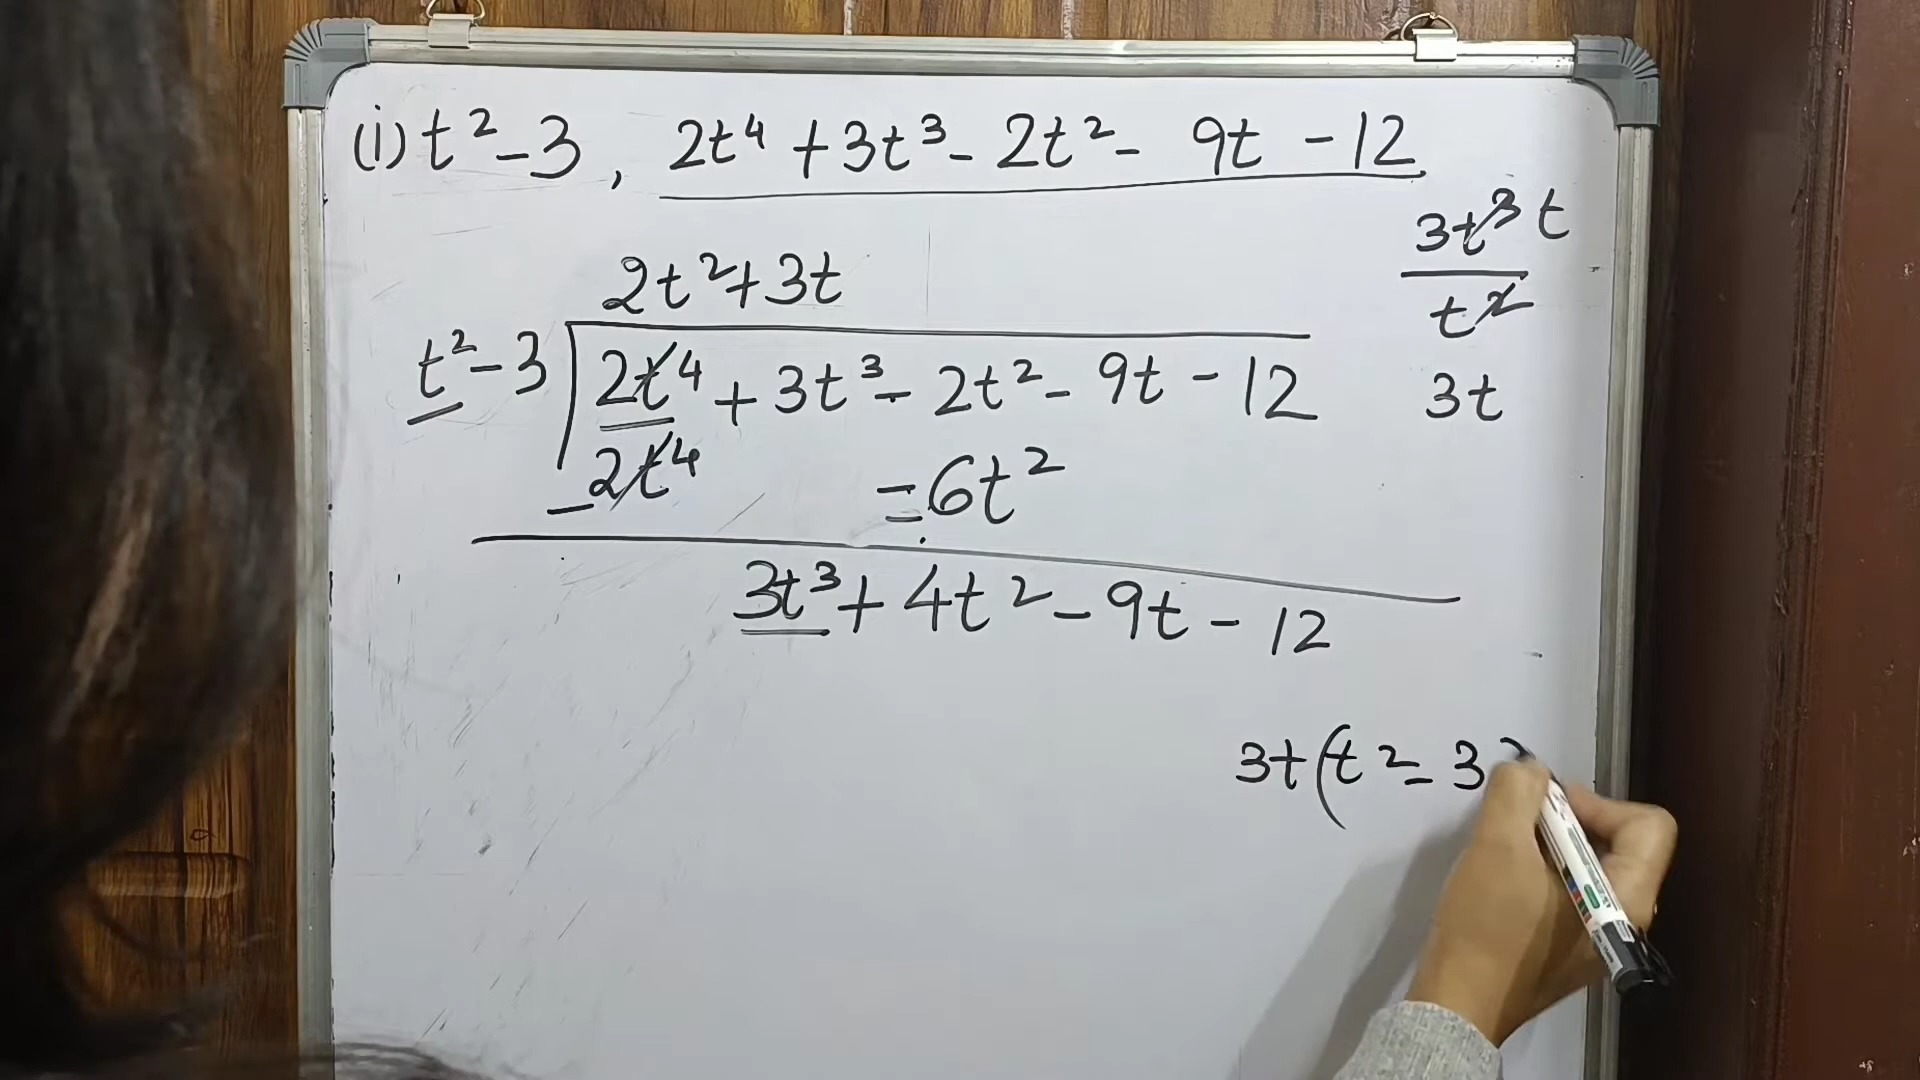 (i) t² - 3 , 2t⁴ + 3t³ - 2t² - 9t - 12
3t³ t
t²
3t
2t² + 3t
t² - 3 2t⁴ + 3t³ - 2t² - 9t - 12
- 2t⁴ = 6t²
3t³ + 4t² - 9t - 12
3t(t² - 3)